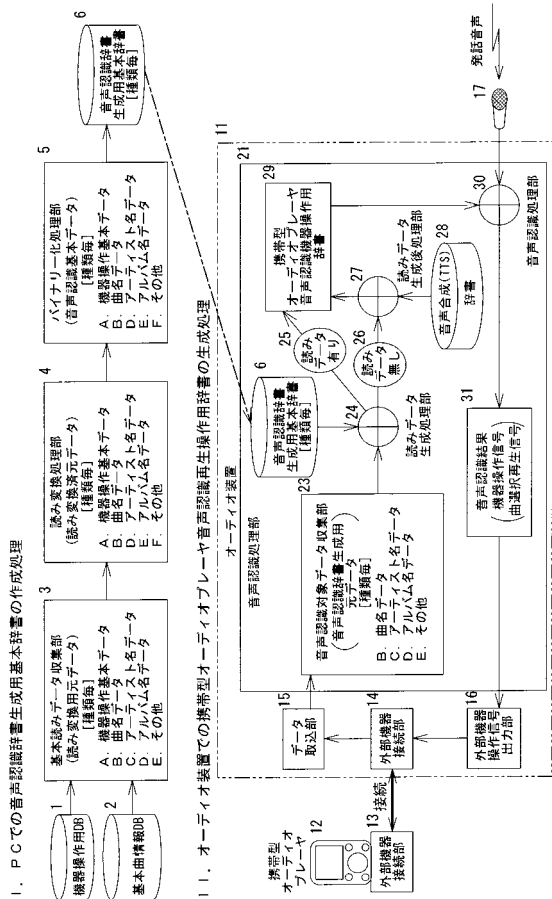 Ⅰ．ＰＣでの音声認識辞書生成用基本辞書の作成処理
1
機器操作用DB
2
基本曲情報DB
3
基本読みデータ収集部
(読み変換用元データ)
[種類毎]
A. 機器操作基本データ
B. 曲名データ
C. アーティスト名データ
D. アルバム名データ
E. その他
4
読み変換処理部
(読み変換済元データ)
[種類毎]
A. 機器操作基本データ
B. 曲名データ
D. アーティスト名データ
E. アルバム名データ
F. その他
5
バイナリー化処理部
(音声認識基本データ)
[種類毎]
A. 機器操作基本データ
B. 曲名データ
D. アーティスト名データ
E. アルバム名データ
F. その他
6
音声認識辞書
生成用基本辞書
[種類毎]
ⅠⅠ．オーディオ装置での携帯型オーディオプレーヤ音声認識再生操作用辞書の生成処理
オーディオ装置
11
音声認識処理部
21
携帯型
オーディオ
プレーヤ
12
13
接続
外部機器
接続部
14
外部機器
接続部
15
データ
取込部
16
外部機器
操作信号
出力部
23
音声認識対象データ収集部
(音声認識辞書生成用)
元データ
[種類毎]
B. 曲名データ
C. アーティスト名データ
D. アルバム名データ
E. その他
6
音声認識辞書
生成用基本辞書
[種類毎]
24
読みデータ
生成処理部
25
読み
データ
有り
26
読み
データ
無し
27
読みデータ
生成後処理部
28
音声合成(TTS)
辞書
29
携帯型
オーディオプレーヤ
音声認識機器操作用
辞書
30
音声認識処理部
31
音声認識結果
(機器操作信号)
(曲選択再生信号)
17
発話音声